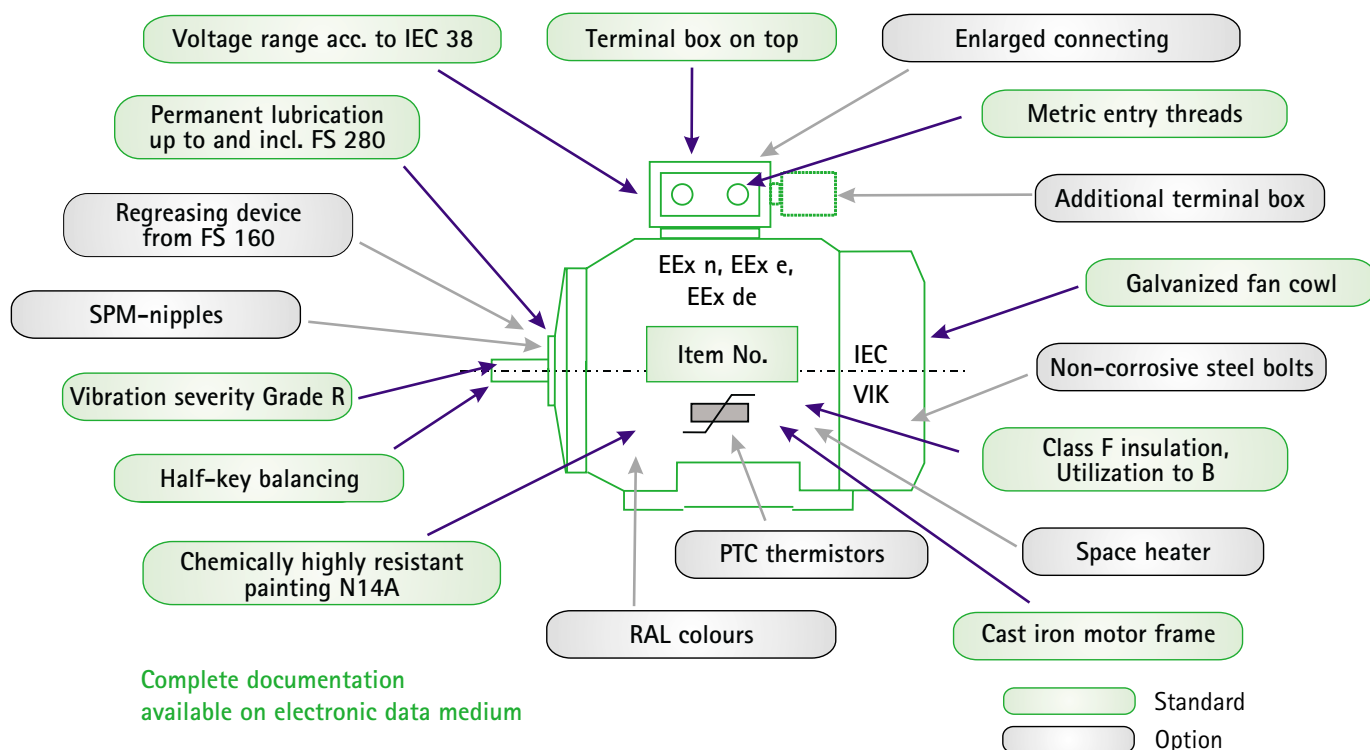 Voltage range acc. to IEC 38
Terminal box on top
Enlarged connecting
Permanent lubrication
up to and incl. FS 280
Metric entry threads
Regreasing device
from FS 160
Additional terminal box
EEx n, EEx e,
EEx de
Galvanized fan cowl
SPM-nipples
Item No.
IEC
VIK
Non-corrosive steel bolts
Vibration severity Grade R
Class F insulation,
Utilization to B
Half-key balancing
PTC thermistors
Space heater
Chemically highly resistant
painting N14A
RAL colours
Cast iron motor frame
Complete documentation
available on electronic data medium
Standard
Option